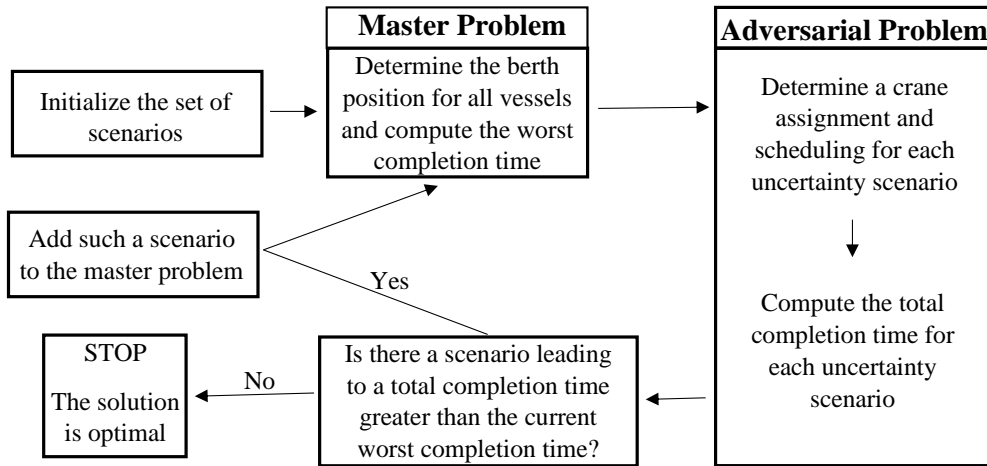 Initialize the set of
scenarios
Master Problem
Determine the berth
position for all vessels
and compute the worst
completion time
Adversarial Problem
Determine a crane
assignment and
scheduling for each
uncertainty scenario
Compute the total
completion time for
each uncertainty
scenario
Is there a scenario leading
to a total completion time
greater than the current
worst completion time?
Yes
Add such a scenario
to the master problem
No
STOP
The solution
is optimal